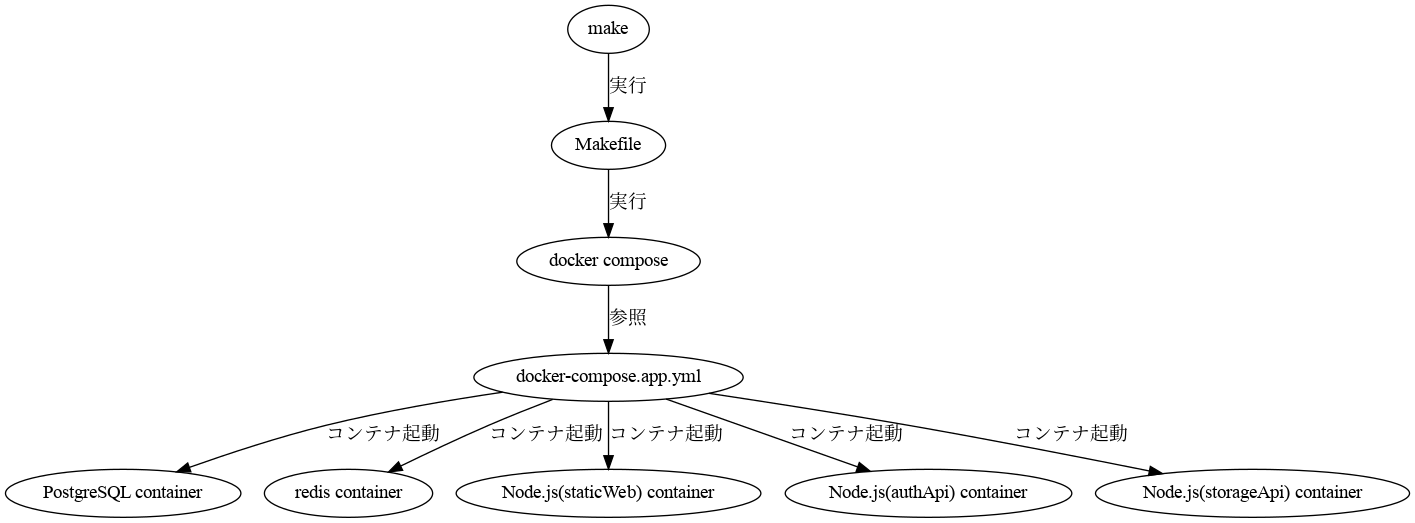 make
実行
Makefile
実行
docker compose
参照
docker-compose.app.yml
コンテナ起動
コンテナ起動
コンテナ起動
コンテナ起動
コンテナ起動
PostgreSQL container
redis container
Node.js(staticWeb) container
Node.js(authApi) container
Node.js(storageApi) container